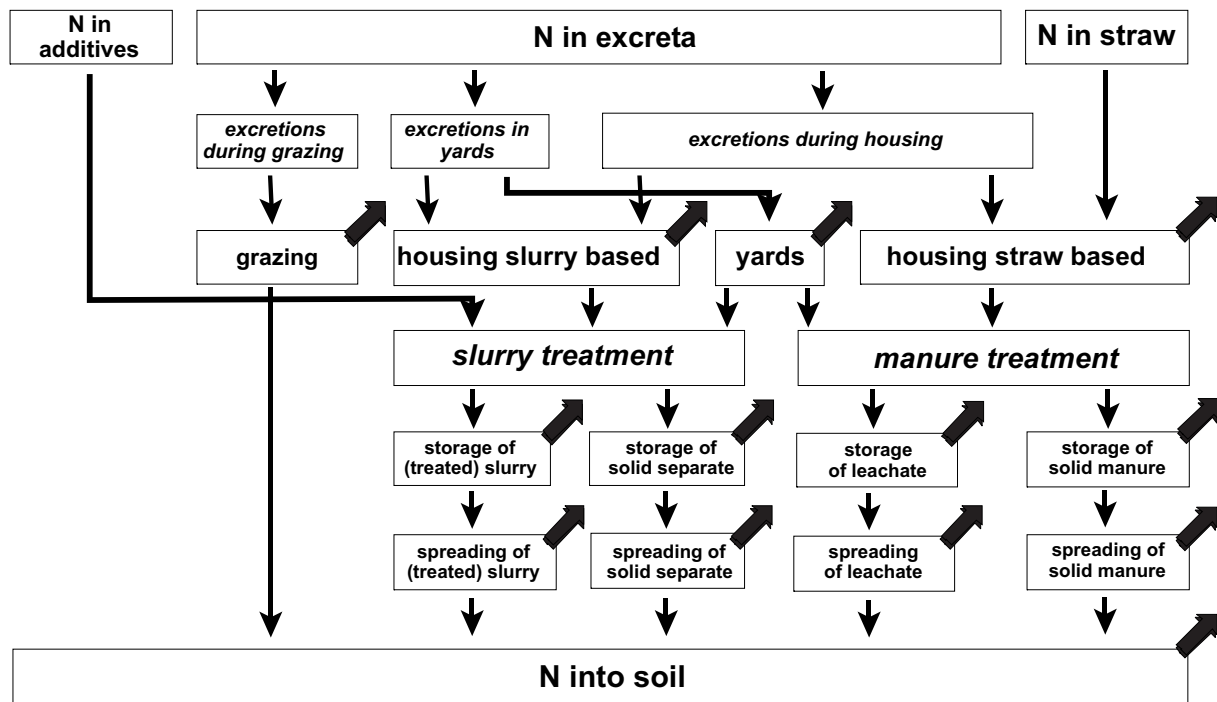 N in
additives
N in excreta
N in straw
excretions
during grazing
excretions in
yards
excretions during housing
grazing
housing slurry based
yards
housing straw based
slurry treatment
manure treatment
storage of
(treated) slurry
storage of
solid separate
storage
of leachate
storage of
solid manure
spreading of
(treated) slurry
spreading of
solid separate
spreading
of leachate
spreading of
solid manure
N into soil